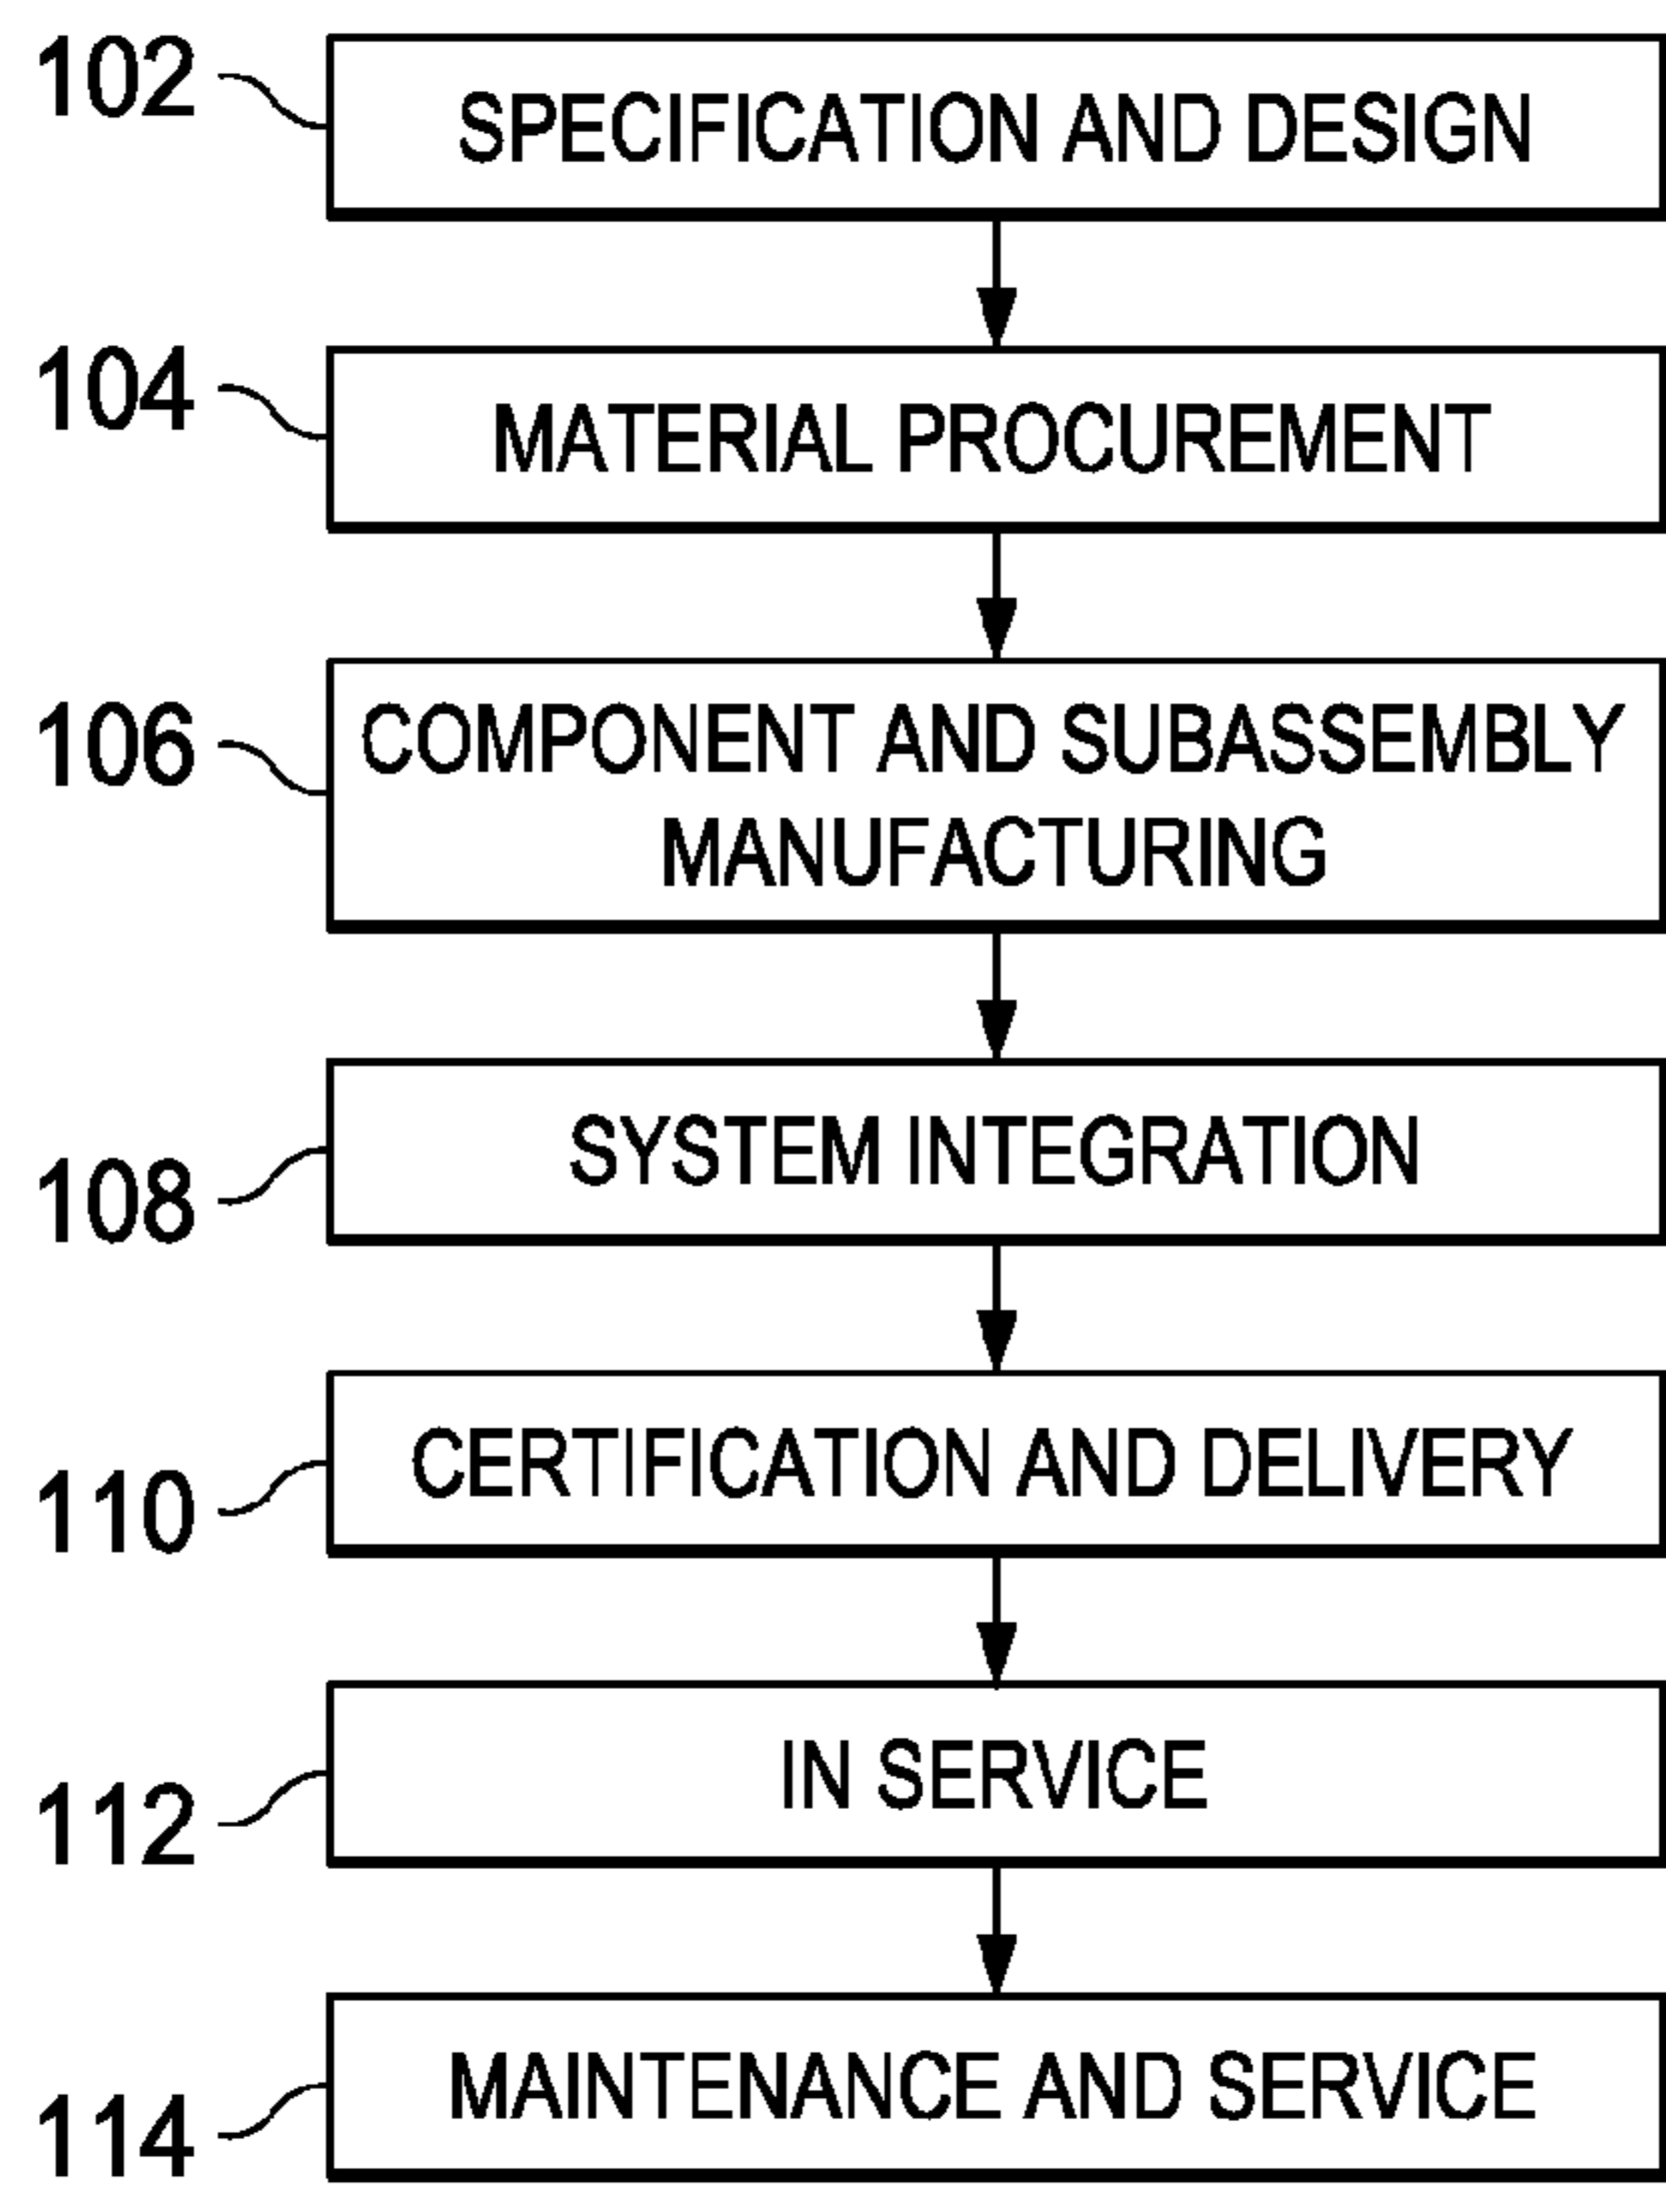 102
SPECIFICATION AND DESIGN
104
MATERIAL PROCUREMENT
106
COMPONENT AND SUBASSEMBLY
MANUFACTURING
108
SYSTEM INTEGRATION
110
CERTIFICATION AND DELIVERY
112
IN SERVICE
114
MAINTENANCE AND SERVICE